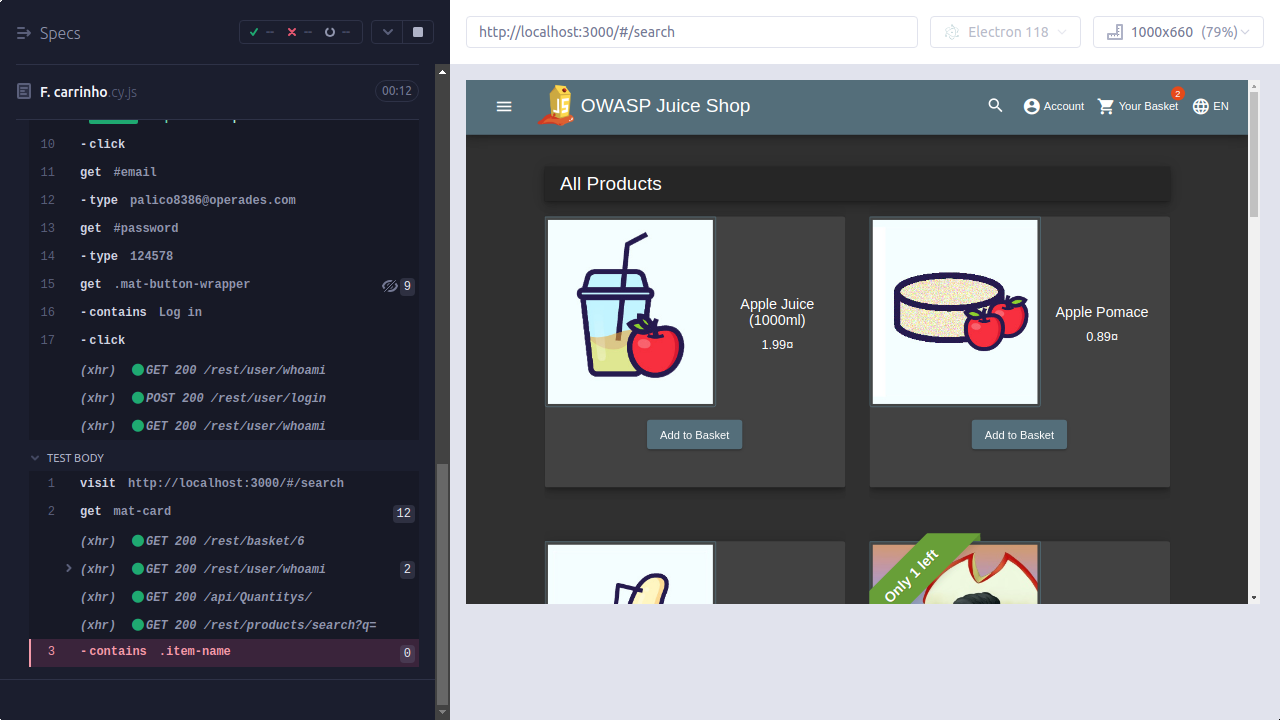 Specs
-- -- --
F. carrinho.cy.js
00:12
10 -click
11 get #email
12 -type palico8386@operades.com
13 get #password
14 -type 124578
15 get .mat-button-wrapper 9
16 -contains Log in
17 -click
(xhr) GET 200 /rest/user/whoami
(xhr) POST 200 /rest/user/login
(xhr) GET 200 /rest/user/whoami
TEST BODY
1 visit http://localhost:3000/#/search
2 get mat-card 12
(xhr) GET 200 /rest/basket/6
(xhr) GET 200 /rest/user/whoami 2
(xhr) GET 200 /api/Quantitys/
(xhr) GET 200 /rest/products/search?q=
3 -contains .item-name 0
http://localhost:3000/#/search
Electron 118
1000x660 (79%)
JS
OWASP Juice Shop
Account
Your Basket
2
EN
All Products
Apple Juice
(1000ml)
1.99¤
Add to Basket
Apple Pomace
0.89¤
Add to Basket
Only 1 left